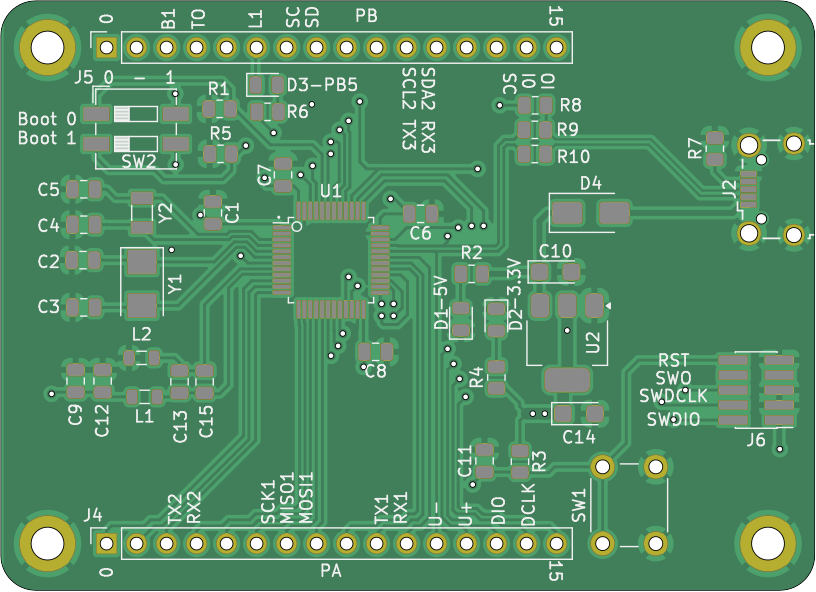 0 B1 TO L1 SC SD PB 15
J5 0 - 1
R1
D3-PB5
R6
SCL2 TX3
SDA2 RX3
SC
IO
OI
R8
Boot 0
Boot 1
R9
R5
R10
R7
SW2
C7
U1
J2
C5
Y2
C1
D4
C4
C6
C2
Y1
R2
C10
C3
D1-5V
D2-3.3V
U2
L2
C8
R4
RST
SWO
SWDCLK
SWDIO
J6
C9
C12
L1
C13
C15
C14
C11
R3
SW1
J4
TX2
RX2
SCK1
MISO1
MOSI1
TX1
RX1
U-
U+
DIO
DCLK
0 PA 15